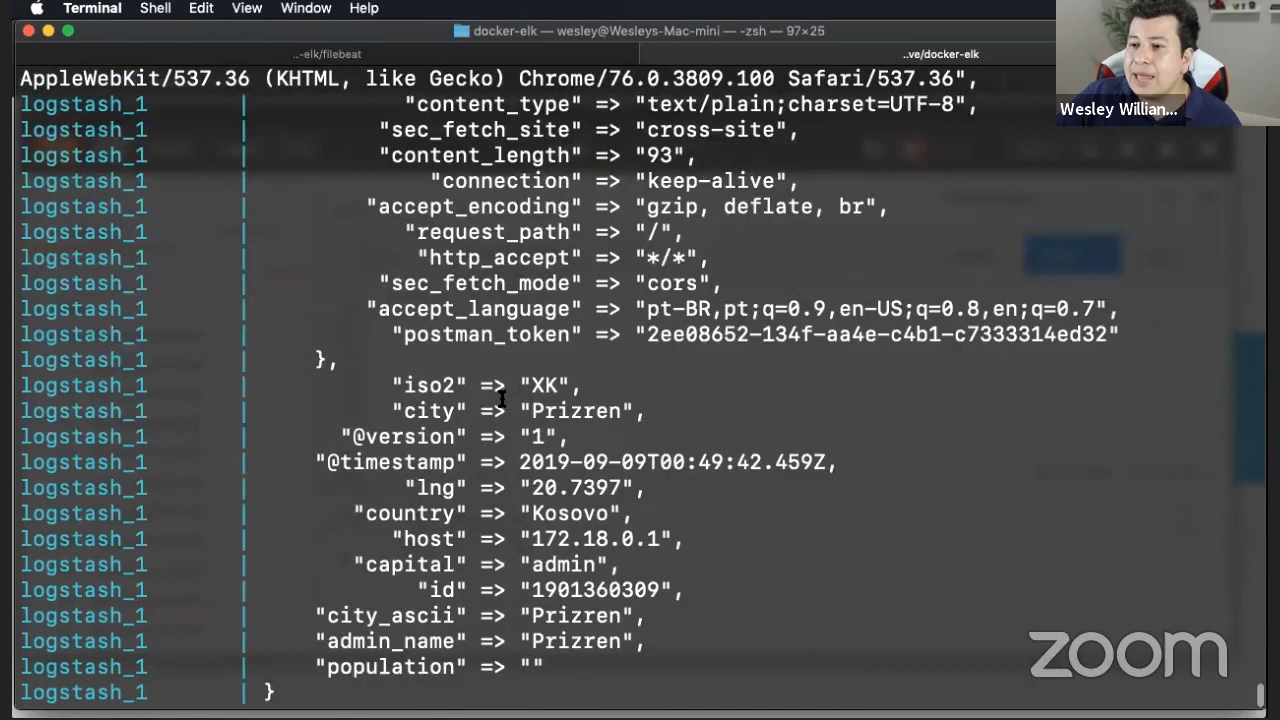 Terminal Shell Edit View Window Help
docker-elk — wesley@Wesleys-Mac-mini — -zsh — 97×25
..-elk/filebeat ..ve/docker-elk
AppleWebKit/537.36 (KHTML, like Gecko) Chrome/76.0.3809.100 Safari/537.36",
logstash_1 | "content_type" => "text/plain;charset=UTF-8",
logstash_1 | "sec_fetch_site" => "cross-site",
logstash_1 | "content_length" => "93",
logstash_1 | "connection" => "keep-alive",
logstash_1 | "accept_encoding" => "gzip, deflate, br",
logstash_1 | "request_path" => "/",
logstash_1 | "http_accept" => "*/*",
logstash_1 | "sec_fetch_mode" => "cors",
logstash_1 | "accept_language" => "pt-BR,pt;q=0.9,en-US;q=0.8,en;q=0.7",
logstash_1 | "postman_token" => "2ee08652-134f-aa4e-c4b1-c7333314ed32"
logstash_1 | },
logstash_1 | "iso2" => "XK",
logstash_1 | "city" => "Prizren",
logstash_1 | "@version" => "1",
logstash_1 | "@timestamp" => 2019-09-09T00:49:42.459Z,
logstash_1 | "lng" => "20.7397",
logstash_1 | "country" => "Kosovo",
logstash_1 | "host" => "172.18.0.1",
logstash_1 | "capital" => "admin",
logstash_1 | "id" => "1901360309",
logstash_1 | "city_ascii" => "Prizren",
logstash_1 | "admin_name" => "Prizren",
logstash_1 | "population" => ""
logstash_1 | }
Wesley Willian...
zoom